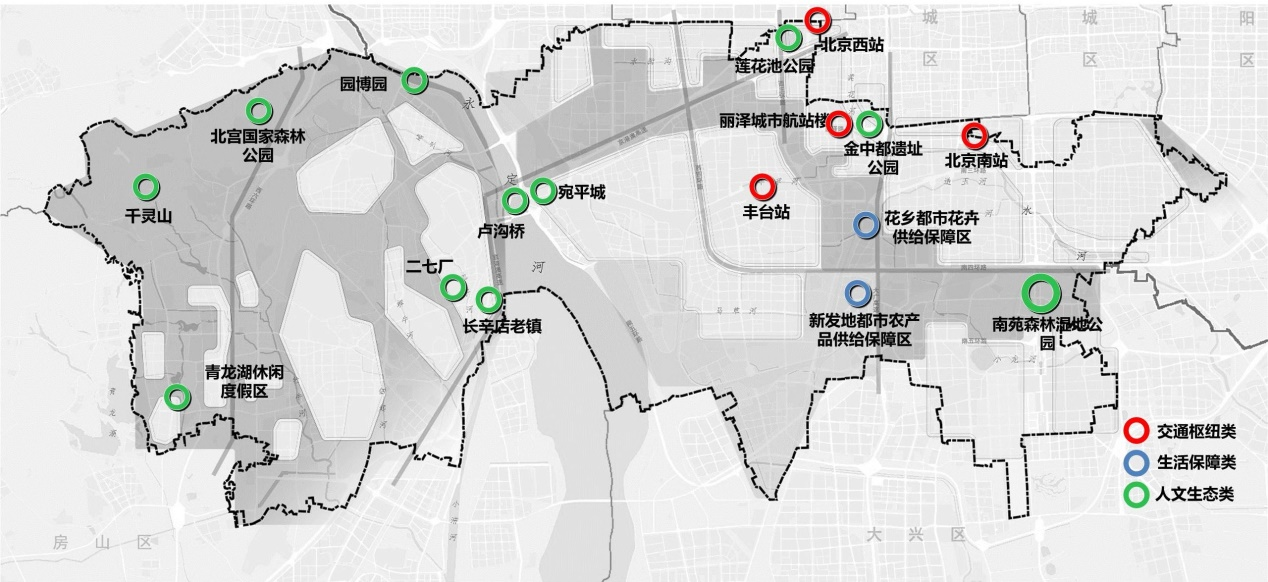 城
区
城
区
阳
区
北京西站
莲花池公园
园博园
永
丽泽城市航站楼
北宫国家森林
公园
金中都遗址
公园
北京南站
定
宛平城
千灵山
丰台站
卢沟桥
花乡都市花卉
供给保障区
水
河
河
河
二七厂
长辛店老镇
新发地都市农产
品供给保障区
南苑森林湿地公
园
青龙湖休闲
度假区
交通枢纽类
生活保障类
人文生态类
房山区
大兴区